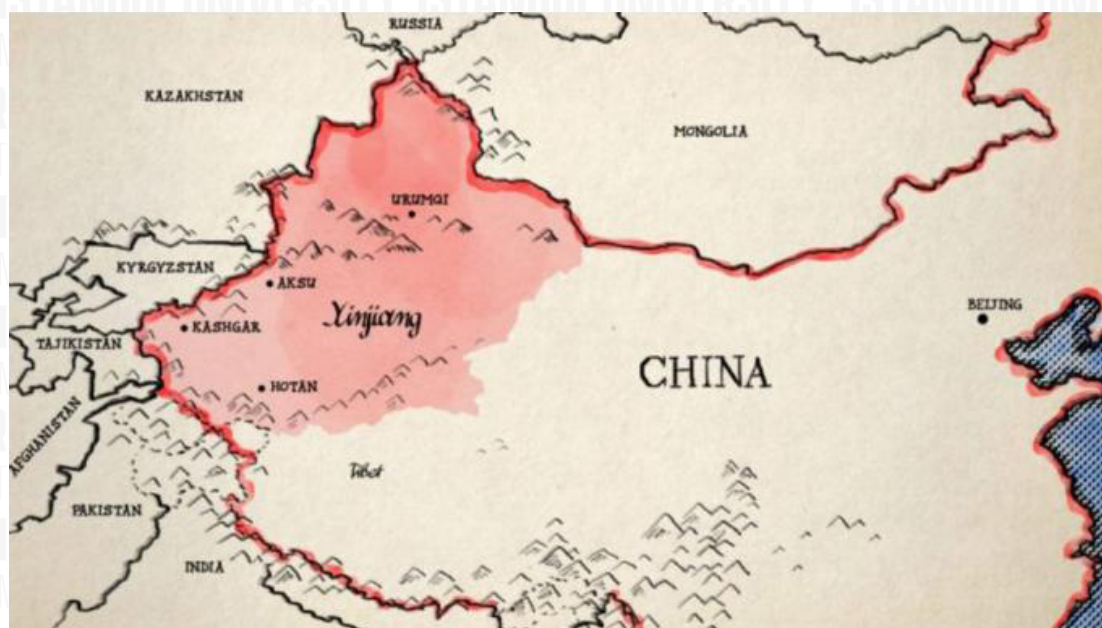 RUSSIA
KAZAKHSTAN
MONGOLIA
URUMQI
KYRGYZSTAN
AKSU
Xinjiang
BEIJING
KASHGAR
TAJIKISTAN
CHINA
HOTAN
AFGHANISTAN
Tibet
PAKISTAN
INDIA